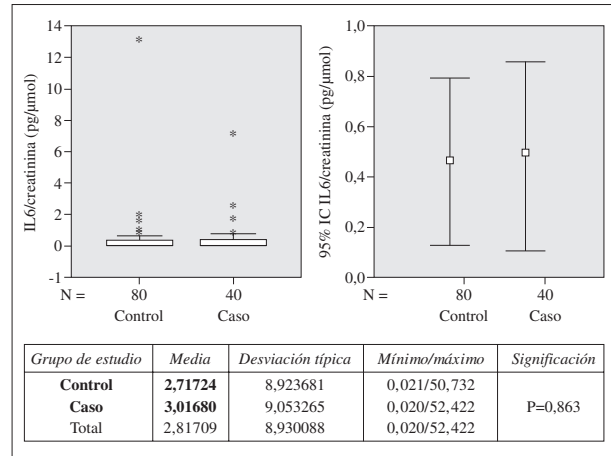 14
12
10
8
6
4
2
0
-1
IL6/creatinina (pg/µmol)
N = 80 40
Control Caso
1,0
0,8
0,6
0,4
0,2
0,0
95% IC IL6/creatinina (pg/µmol)
N = 80 40
Control Caso
Grupo de estudio Media Desviación típica Mínimo/máximo Significación
Control 2,71724 8,923681 0,021/50,732
Caso 3,01680 9,053265 0,020/52,422 P=0,863
Total 2,81709 8,930088 0,020/52,422